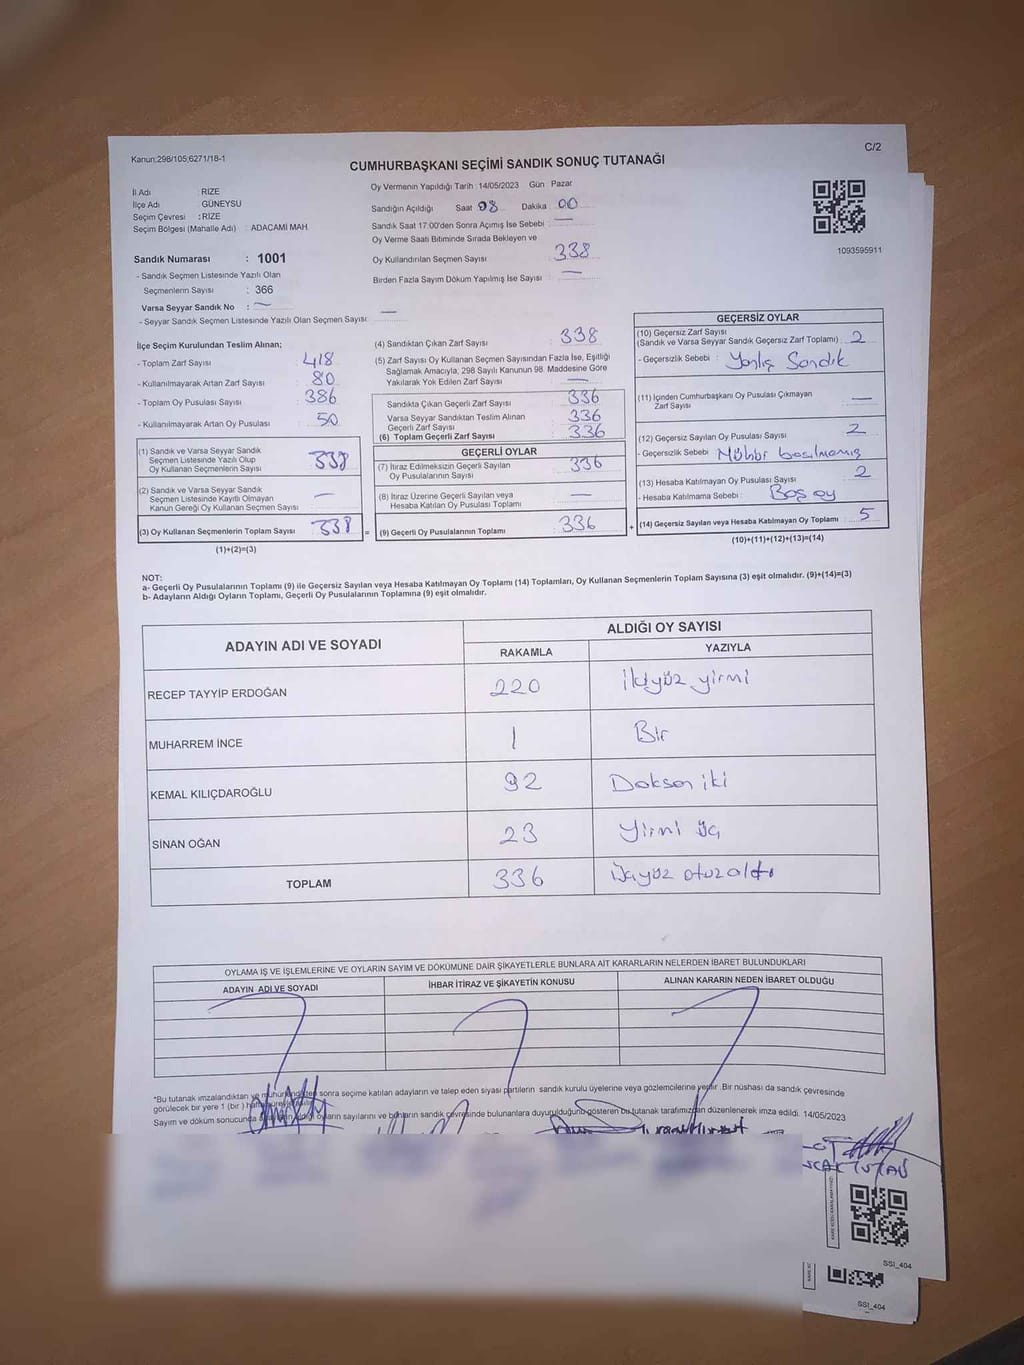 Kanun:298/105;6271/18-1
C/2
CUMHURBAŞKANI SEÇİMİ SANDIK SONUÇ TUTANAĞI
İl Adı RİZE
İlçe Adı GÜNEYSU
Seçim Çevresi : RİZE
Seçim Bölgesi (Mahalle Adı) : ADACAMİ MAH.
Oy Vermenin Yapıldığı Tarih : 14/05/2023 Gün Pazar
Sandığın Açıldığı Saat 08 Dakika 00
Sandık Saat 17:00'den Sonra Açımış İse Sebebi : —
Oy Verme Saati Bitiminde Sırada Bekleyen ve
Oy Kullandırılan Seçmen Sayısı 338
Birden Fazla Sayım Döküm Yapılmış İse Sayısı : —
1093595911
Sandık Numarası : 1001
- Sandık Seçmen Listesinde Yazılı Olan
Seçmenlerin Sayısı : 366
Varsa Seyyar Sandık No : —
- Seyyar Sandık Seçmen Listesinde Yazılı Olan Seçmen Sayısı: —
İlçe Seçim Kurulundan Teslim Alınan;
- Toplam Zarf Sayısı : 418
- Kullanılmayarak Artan Zarf Sayısı : 80
- Toplam Oy Pusulası Sayısı : 386
- Kullanılmayarak Artan Oy Pusulası : 50
(1) Sandık ve Varsa Seyyar Sandık
Seçmen Listesinde Yazılı Olup
Oy Kullanan Seçmenlerin Sayısı : 338
(2) Sandık ve Varsa Seyyar Sandık
Seçmen Listesinde Kayıtlı Olmayan
Kanun Gereği Oy Kullanan Seçmen Sayısı : —
(3) Oy Kullanan Seçmenlerin Toplam Sayısı : 338 =
(1)+(2)=(3)
(4) Sandıktan Çıkan Zarf Sayısı : 338
(5) Zarf Sayısı Oy Kullanan Seçmen Sayısından Fazla İse, Eşitliği
Sağlamak Amacıyla, 298 Sayılı Kanunun 98. Maddesine Göre
Yakılarak Yok Edilen Zarf Sayısı : —
Sandıkta Çıkan Geçerli Zarf Sayısı : 336
Varsa Seyyar Sandıktan Teslim Alınan
Geçerli Zarf Sayısı : 336
(6) Toplam Geçerli Zarf Sayısı : 336
GEÇERLİ OYLAR
(7) İtiraz Edilmeksizin Geçerli Sayılan
Oy Pusulalarının Sayısı : 336
(8) İtiraz Üzerine Geçerli Sayılan veya
Hesaba Katılan Oy Pusulaları Toplamı : —
(9) Geçerli Oy Pusulalarının Toplamı : 336 +
GEÇERSİZ OYLAR
(10) Geçersiz Zarf Sayısı
(Sandık ve Varsa Seyyar Sandık Geçersiz Zarf Toplamı) 2
- Geçersizlik Sebebi : Yanlış Sandık
(11) İçinden Cumhurbaşkanı Oy Pusulası Çıkmayan
Zarf Sayısı —
(12) Geçersiz Sayılan Oy Pusulası Sayısı 2
- Geçersizlik Sebebi Mühür basılmamış
(13) Hesaba Katılmayan Oy Pusulası Sayısı 2
- Hesaba Katılmama Sebebi : Boş oy
(14) Geçersiz Sayılan veya Hesaba Katılmayan Oy Toplamı : 5
(10)+(11)+(12)+(13)=(14)
NOT:
a- Geçerli Oy Pusulalarının Toplamı (9) ile Geçersiz Sayılan veya Hesaba Katılmayan Oy Toplamı (14) Toplamları, Oy Kullanan Seçmenlerin Toplam Sayısına (3) eşit olmalıdır. (9)+(14)=(3)
b- Adayların Aldığı Oyların Toplamı, Geçerli Oy Pusulalarının Toplamına (9) eşit olmalıdır.
ADAYIN ADI VE SOYADI ALDIĞI OY SAYISI
RAKAMLA YAZIYLA
RECEP TAYYİP ERDOĞAN 220 ikiyüz yirmi
MUHARREM İNCE 1 Bir
KEMAL KILIÇDAROĞLU 92 Doksan iki
SİNAN OĞAN 23 Yirmi üç
TOPLAM 336 Üçyüz otuz altı
OYLAMA İŞ VE İŞLEMLERİNE VE OYLARIN SAYIM VE DÖKÜMÜNE DAİR ŞİKAYETLERLE BUNLARA AİT KARARLARIN NELERDEN İBARET BULUNDUKLARI
ADAYIN ADI VE SOYADI İHBAR İTİRAZ VE ŞİKAYETİN KONUSU ALINAN KARARIN NEDEN İBARET OLDUĞU
*Bu tutanak imzalandıktan ve mühürlendikten sonra seçime katılan adayların ve talep eden siyasi partilerin sandık kurulu üyelerine veya gözlemcilerine verilir .Bir nüshası da sandık çevresinde
görülecek bir yere 1 (bir )
Sayım ve döküm sonucunda oyların sayılarını ve bunların sandık çevresinde bulunanlara duyurulduğunu gösteren bu tutanak tarafımızdan düzenlenerek imza edildi. 14/05/2023
SSI_404
SSI_404